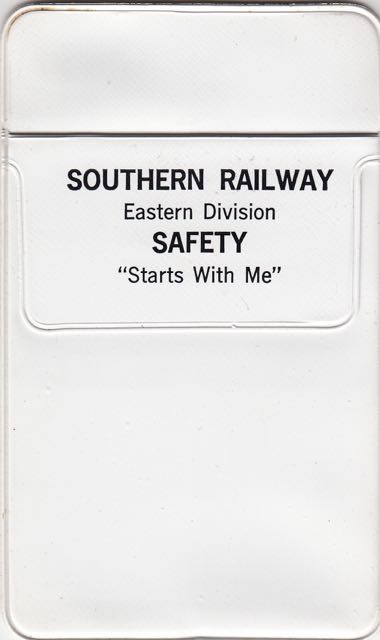 SOUTHERN RAILWAY
Eastern Division
SAFETY
“Starts With Me”